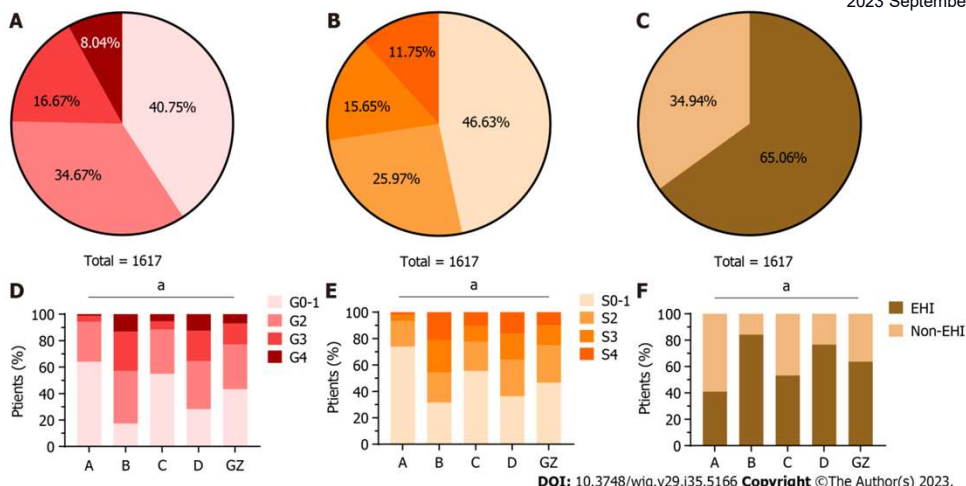 2023 Septembe
A
B
C
8.04%
16.67%
40.75%
34.67%
11.75%
15.65%
46.63%
25.97%
34.94%
65.06%
Total = 1617
Total = 1617
Total = 1617
D
a
G0-1
G2
G3
G4
Ptients (%)
100
80
60
40
20
0
A B C D GZ
E
a
S0-1
S2
S3
S4
Ptients (%)
100
80
60
40
20
0
A B C D GZ
F
a
EHI
Non-EHI
Ptients (%)
100
80
60
40
20
0
A B C D GZ
DOI: 10.3748/wjg.v29.i35.5166 Copyright ©The Author(s) 2023.